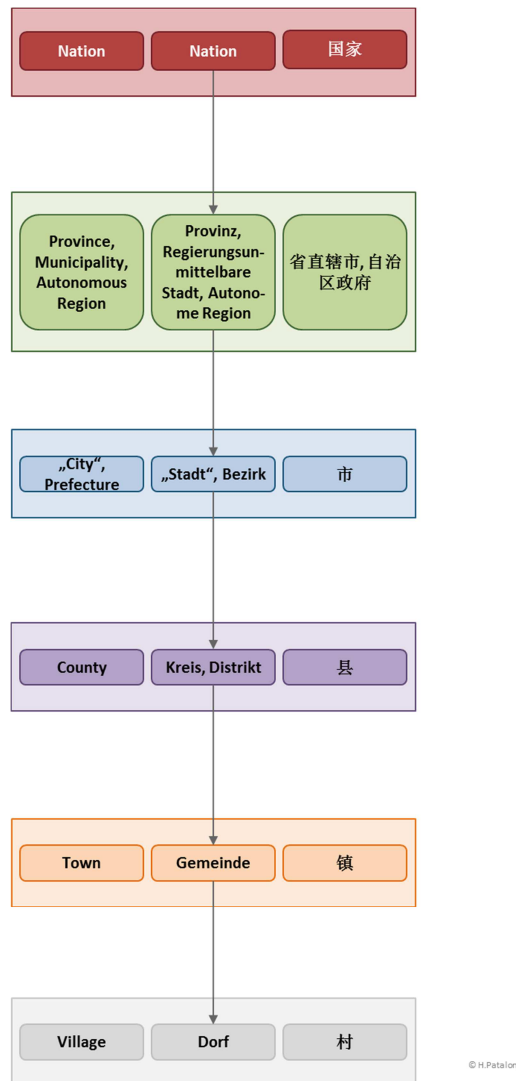 Nation
Nation
国家
Province,
Municipality,
Autonomous
Region
Provinz,
Regierungsun-
mittelbare
Stadt, Autono-
me Region
省直辖市, 自治
区政府
„City“,
Prefecture
„Stadt“, Bezirk
市
County
Kreis, Distrikt
县
Town
Gemeinde
镇
Village
Dorf
村
© H.Patalon